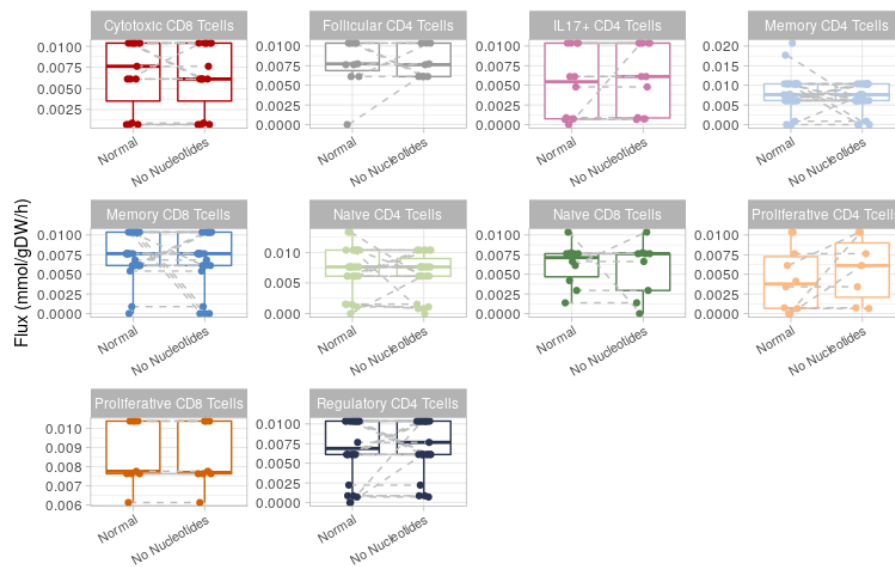 Flux (mmol/gDW/h)
Cytotoxic CD8 Tcells
Follicular CD4 Tcells
IL17+ CD4 Tcells
Memory CD4 Tcells
0.0100
0.0075
0.0050
0.0025
0.0100
0.0075
0.0050
0.0025
0.0000
0.0100
0.0075
0.0050
0.0025
0.0000
0.020
0.015
0.010
0.005
0.000
Normal
No Nucleotides
Normal
No Nucleotides
Normal
No Nucleotides
Normal
No Nucleotides
Memory CD8 Tcells
Naive CD4 Tcells
Naive CD8 Tcells
Proliferative CD4 Tcells
0.0100
0.0075
0.0050
0.0025
0.0000
0.010
0.005
0.000
0.0100
0.0075
0.0050
0.0025
0.0000
0.0100
0.0075
0.0050
0.0025
0.0000
Normal
No Nucleotides
Normal
No Nucleotides
Normal
No Nucleotides
Normal
No Nucleotides
Proliferative CD8 Tcells
Regulatory CD4 Tcells
0.010
0.009
0.008
0.007
0.006
0.0100
0.0075
0.0050
0.0025
0.0000
Normal
No Nucleotides
Normal
No Nucleotides